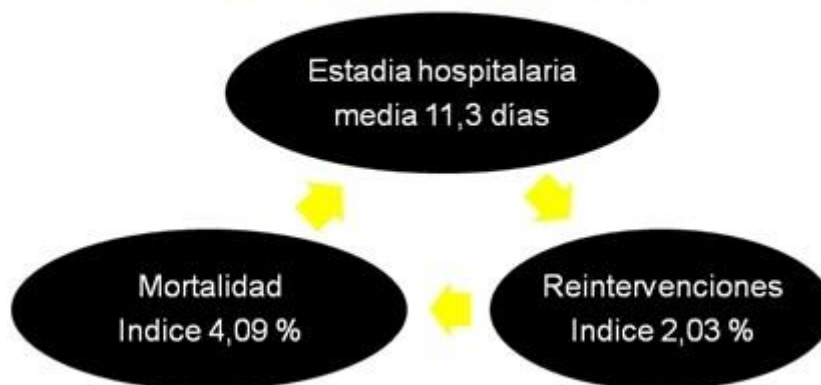 Estadia hospitalaria
media 11,3 días
Mortalidad
Indice 4,09 %
Reintervenciones
Indice 2,03 %